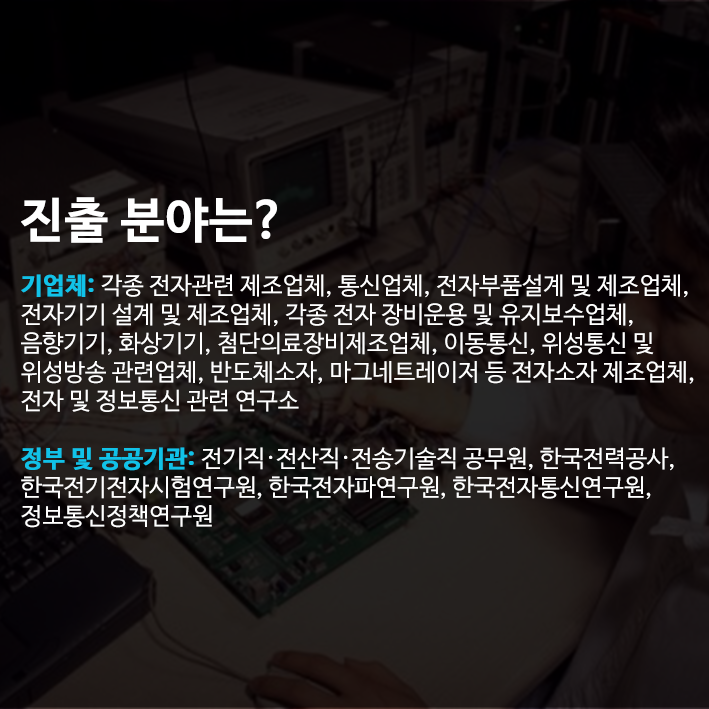 진출 분야는?
기업체: 각종 전자관련 제조업체, 통신업체, 전자부품설계 및 제조업체,
전자기기 설계 및 제조업체, 각종 전자 장비운용 및 유지보수업체,
음향기기, 화상기기, 첨단의료장비제조업체, 이동통신, 위성통신 및
위성방송 관련업체, 반도체소자, 마그네트레이저 등 전자소자 제조업체,
전자 및 정보통신 관련 연구소
정부 및 공공기관: 전기직·전산직·전송기술직 공무원, 한국전력공사,
한국전기전자시험연구원, 한국전자파연구원, 한국전자통신연구원,
정보통신정책연구원